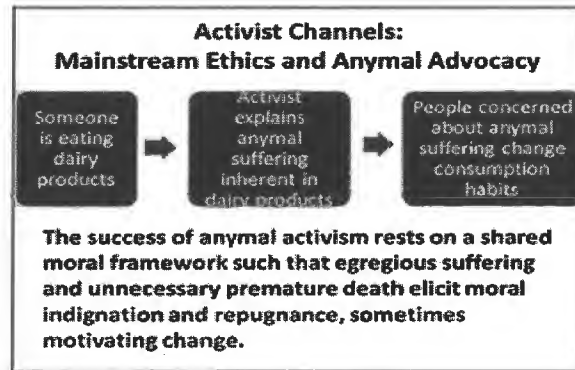 Activist Channels:
Mainstream Ethics and Anymal Advocacy
Someone
is eating
dairy
products
Activist
explains
anymal
suffering
inherent in
dairy products
People concerned
about anymal
suffering change
consumption
habits
The success of anymal activism rests on a shared
moral framework such that egregious suffering
and unnecessary premature death elicit moral
indignation and repugnance, sometimes
motivating change.